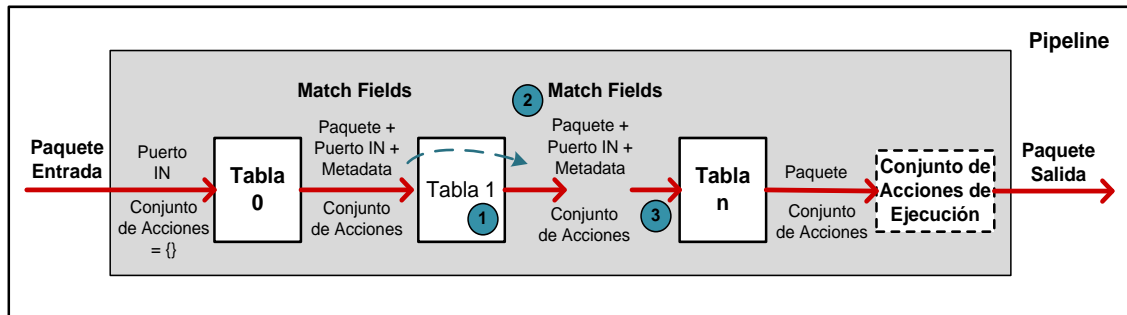 Pipeline
Paquete
Entrada
Puerto
IN
Conjunto
de Acciones
= {}
Tabla
0
Match Fields
Paquete +
Puerto IN +
Metadata
Conjunto
de Acciones
Tabla 1
1
2
Match Fields
Paquete +
Puerto IN +
Metadata
Conjunto
de Acciones
3
Tabla
n
Paquete
Conjunto
de Acciones
Conjunto de
Acciones de
Ejecución
Paquete
Salida